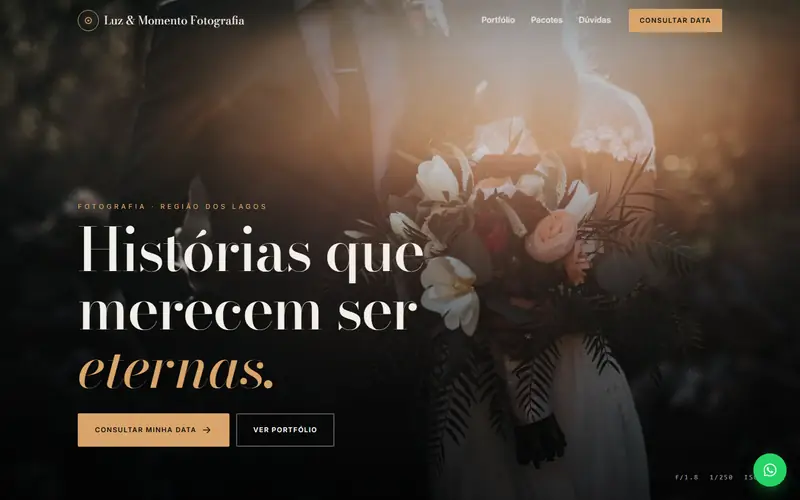 Luz & Momento Fotografia
Portfólio Pacotes Dúvidas CONSULTAR DATA
FOTOGRAFIA · REGIÃO DOS LAGOS
Histórias que
merecem ser
eternas.
CONSULTAR MINHA DATA → VER PORTFÓLIO
f/1.8 1/250